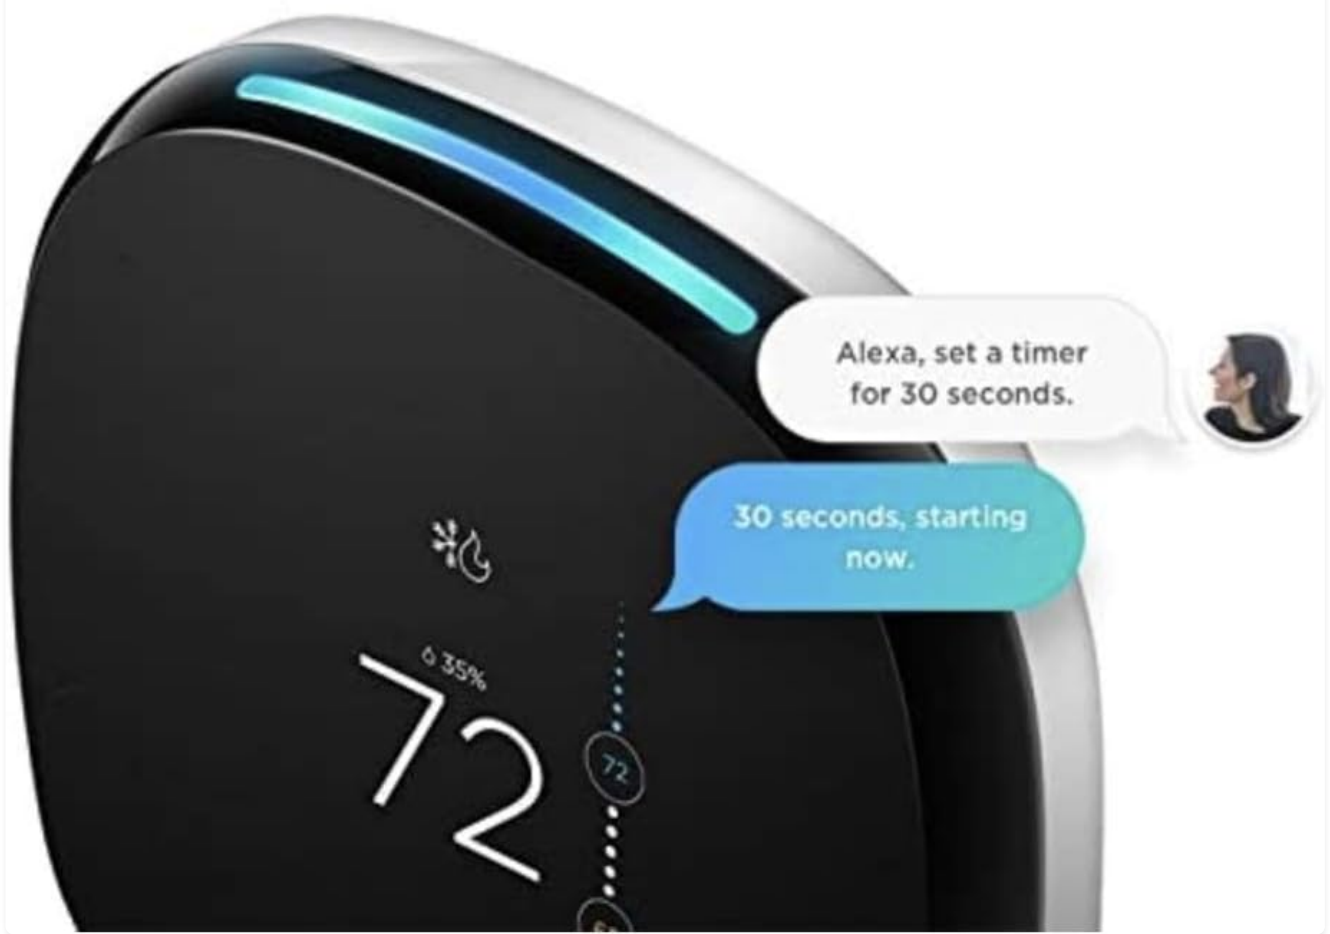 Alexa, set a timer
for 30 seconds.
30 seconds, starting
now.
35%
72
72